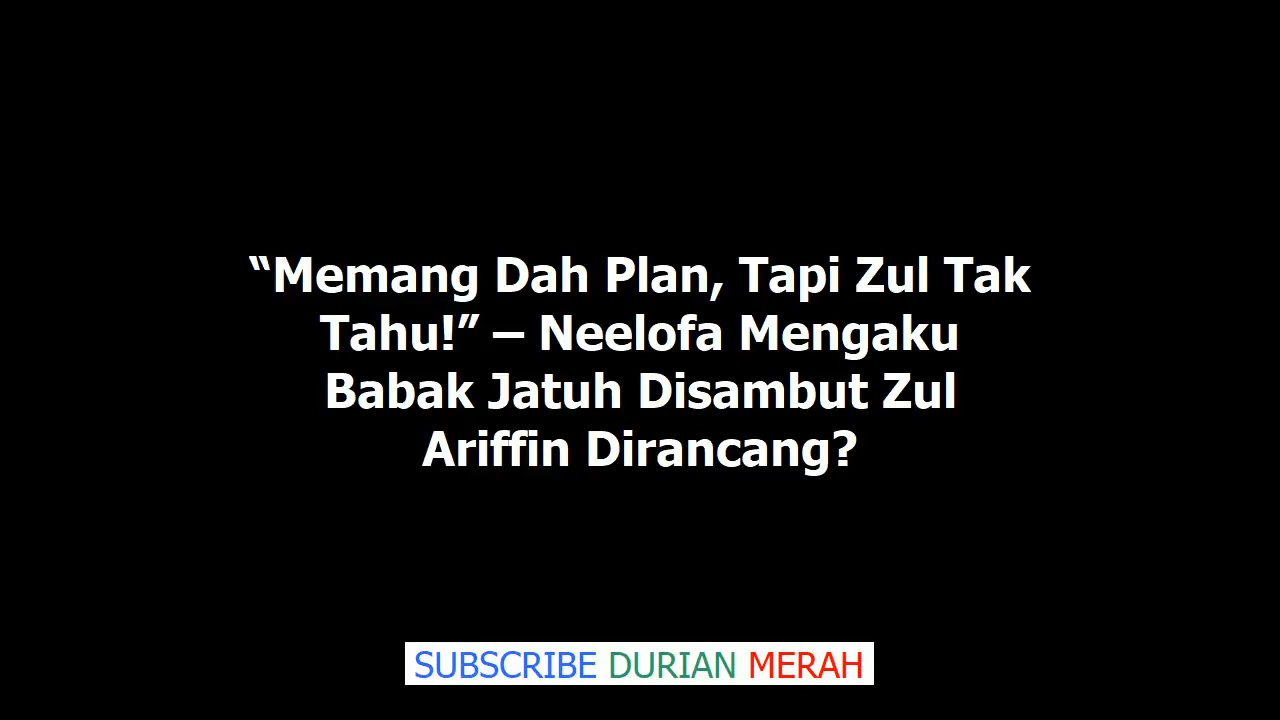 “Memang Dah Plan, Tapi Zul Tak
Tahu!” – Neelofa Mengaku
Babak Jatuh Disambut Zul
Ariffin Dirancang?
SUBSCRIBE DURIAN MERAH